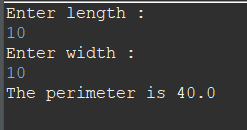 Enter length :
10
Enter width :
10
The perimeter is 40.0